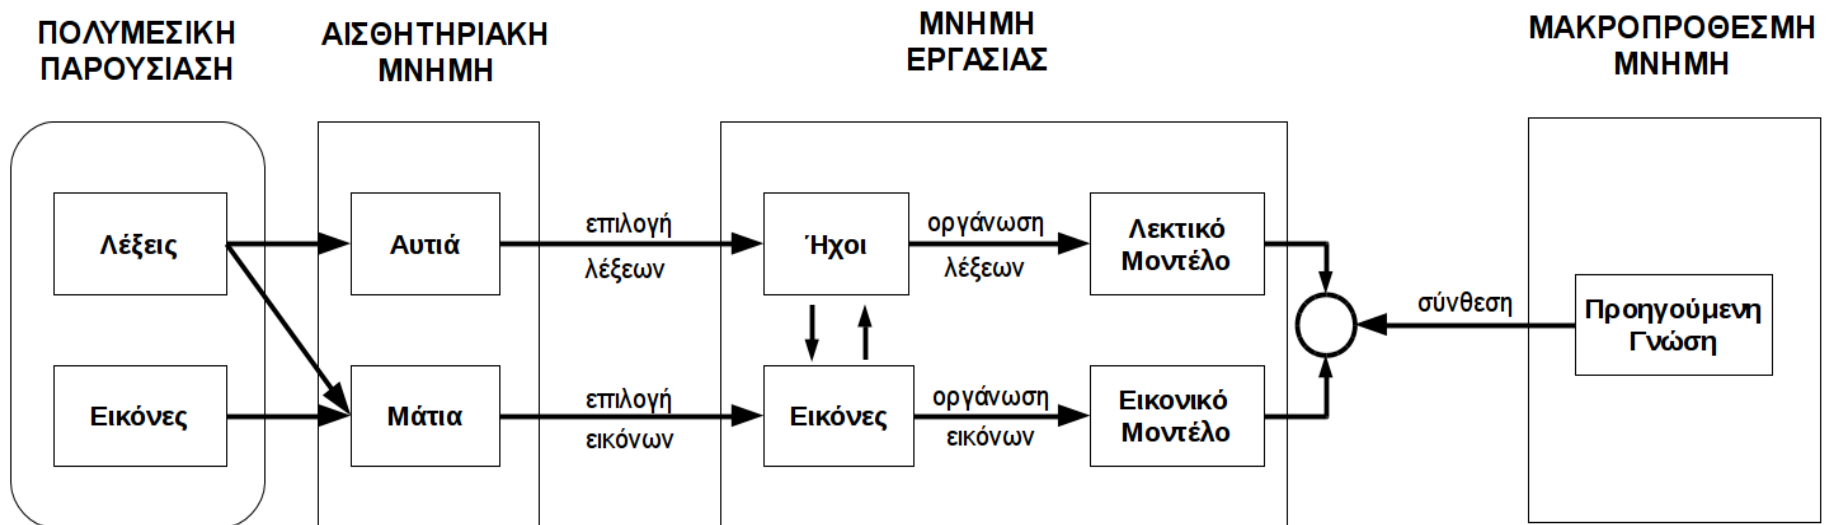 ΠΟΛΥΜΕΣΙΚΗ
ΠΑΡΟΥΣΙΑΣΗ
ΑΙΣΘΗΤΗΡΙΑΚΗ
ΜΝΗΜΗ
ΜΝΗΜΗ
ΕΡΓΑΣΙΑΣ
ΜΑΚΡΟΠΡΟΘΕΣΜΗ
ΜΝΗΜΗ
Λέξεις
Αυτιά
επιλογή
λέξεων
Ήχοι
οργάνωση
λέξεων
Λεκτικό
Μοντέλο
σύνθεση
Προηγούμενη
Γνώση
Εικόνες
Μάτια
επιλογή
εικόνων
Εικόνες
οργάνωση
εικόνων
Εικονικό
Μοντέλο